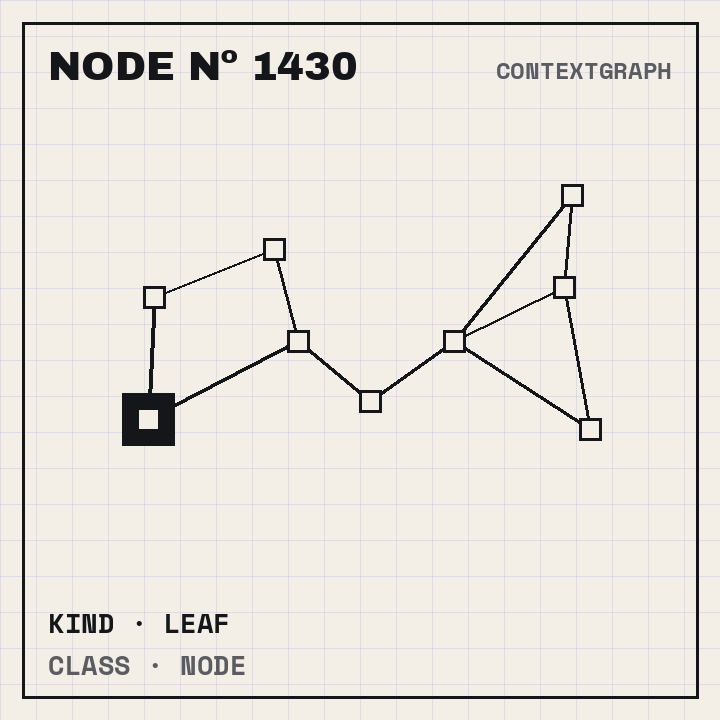 NODE Nº 1430
CONTEXTGRAPH
KIND · LEAF
CLASS · NODE